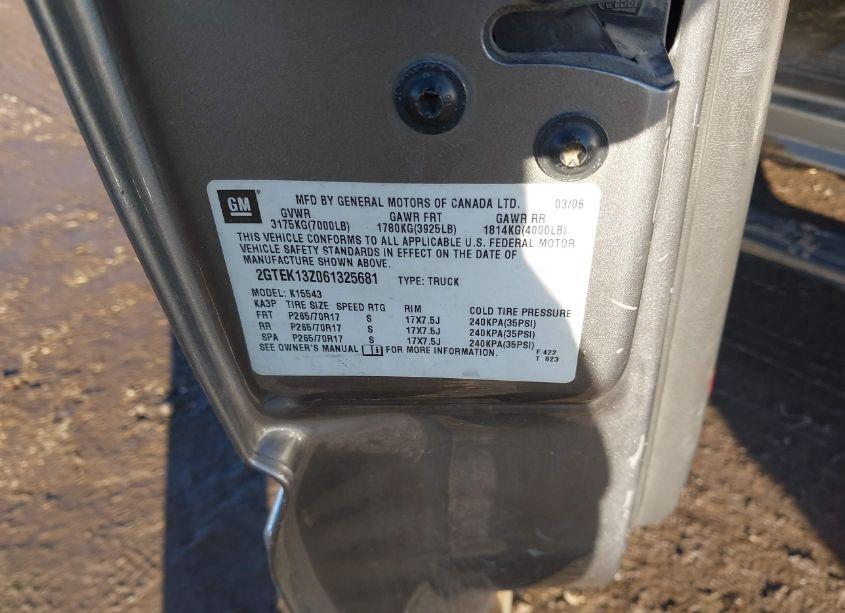 GM
MFD BY GENERAL MOTORS OF CANADA LTD. 03/06
GVWR GAWR FRT GAWR RR
3175KG(7000LB) 1780KG(3925LB) 1814KG(4000LB)
THIS VEHICLE CONFORMS TO ALL APPLICABLE U.S. FEDERAL MOTOR
VEHICLE SAFETY STANDARDS IN EFFECT ON THE DATE OF
MANUFACTURE SHOWN ABOVE.
2GTEK13Z061325681 TYPE: TRUCK
MODEL: K15543
KA3P TIRE SIZE SPEED RTG RIM COLD TIRE PRESSURE
FRT P265/70R17 S 17X7.5J 240KPA(35PSI)
RR P265/70R17 S 17X7.5J 240KPA(35PSI)
SPA P265/70R17 S 17X7.5J 240KPA(35PSI)
SEE OWNER'S MANUAL FOR MORE INFORMATION.
F 422
T 823